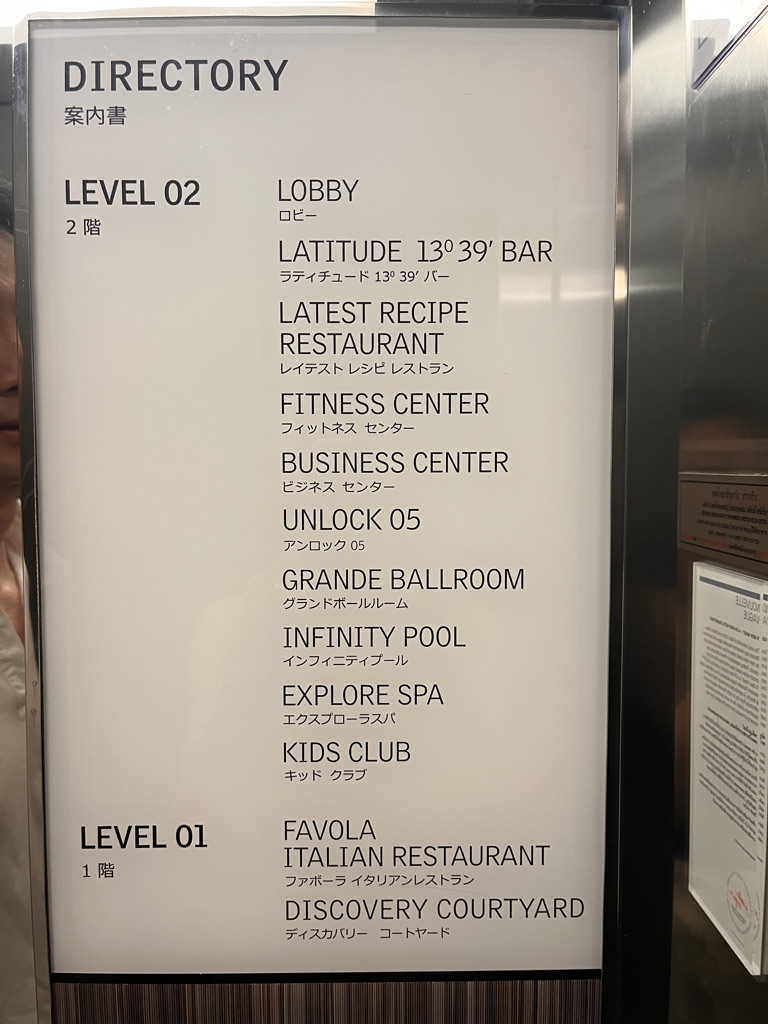 DIRECTORY
案内書
LEVEL 02
2 階
LOBBY
ロビー
LATITUDE 13⁰ 39′ BAR
ラティチュード 13⁰ 39′ バー
LATEST RECIPE
RESTAURANT
レイテスト レシピ レストラン
FITNESS CENTER
フィットネス センター
BUSINESS CENTER
ビジネス センター
UNLOCK 05
アンロック 05
GRANDE BALLROOM
グランドボールルーム
INFINITY POOL
インフィニティプール
EXPLORE SPA
エクスプローラスパ
KIDS CLUB
キッド クラブ
LEVEL 01
1 階
FAVOLA
ITALIAN RESTAURANT
ファボーラ イタリアンレストラン
DISCOVERY COURTYARD
ディスカバリー コートヤード
NOUVELLE
VAGUE